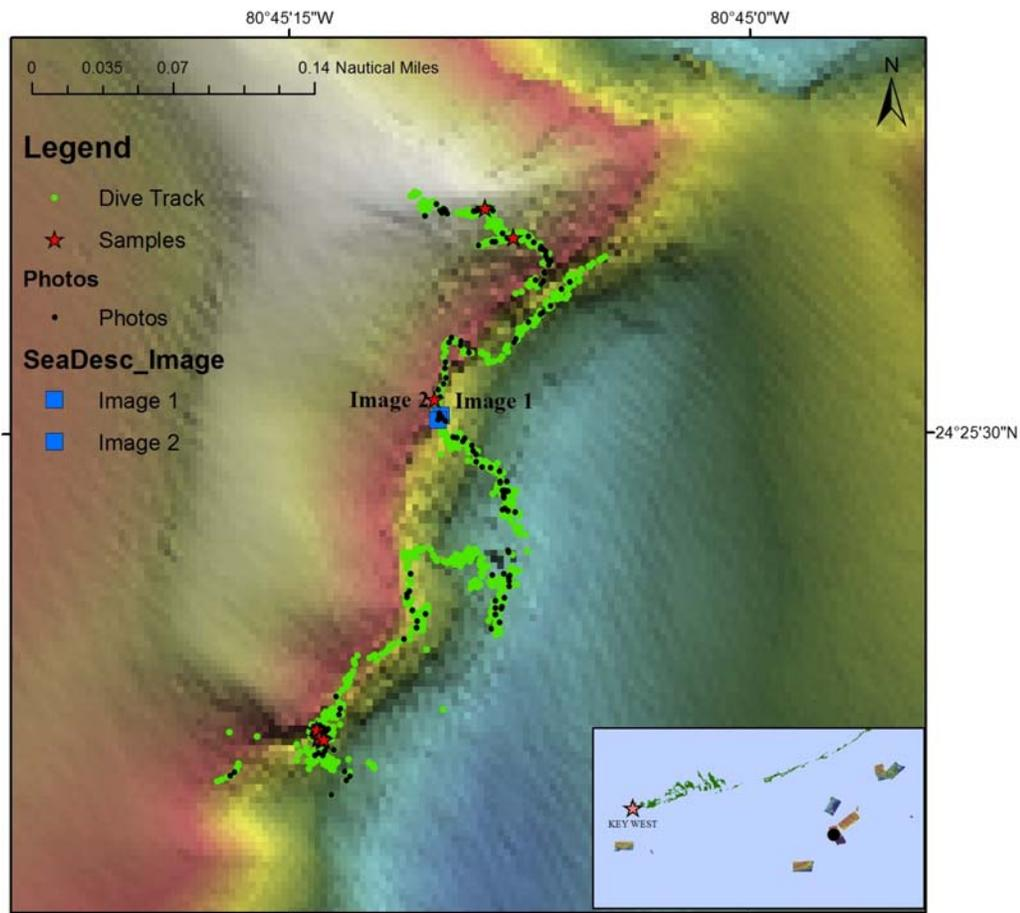 80°45'15"W 80°45'0"W
0 0.035 0.07 0.14 Nautical Miles
N
Legend
Dive Track
Samples
Photos
Photos
SeaDesc_Image
Image 1
Image 2
Image 2 Image 1
24°25'30"N
KEY WEST